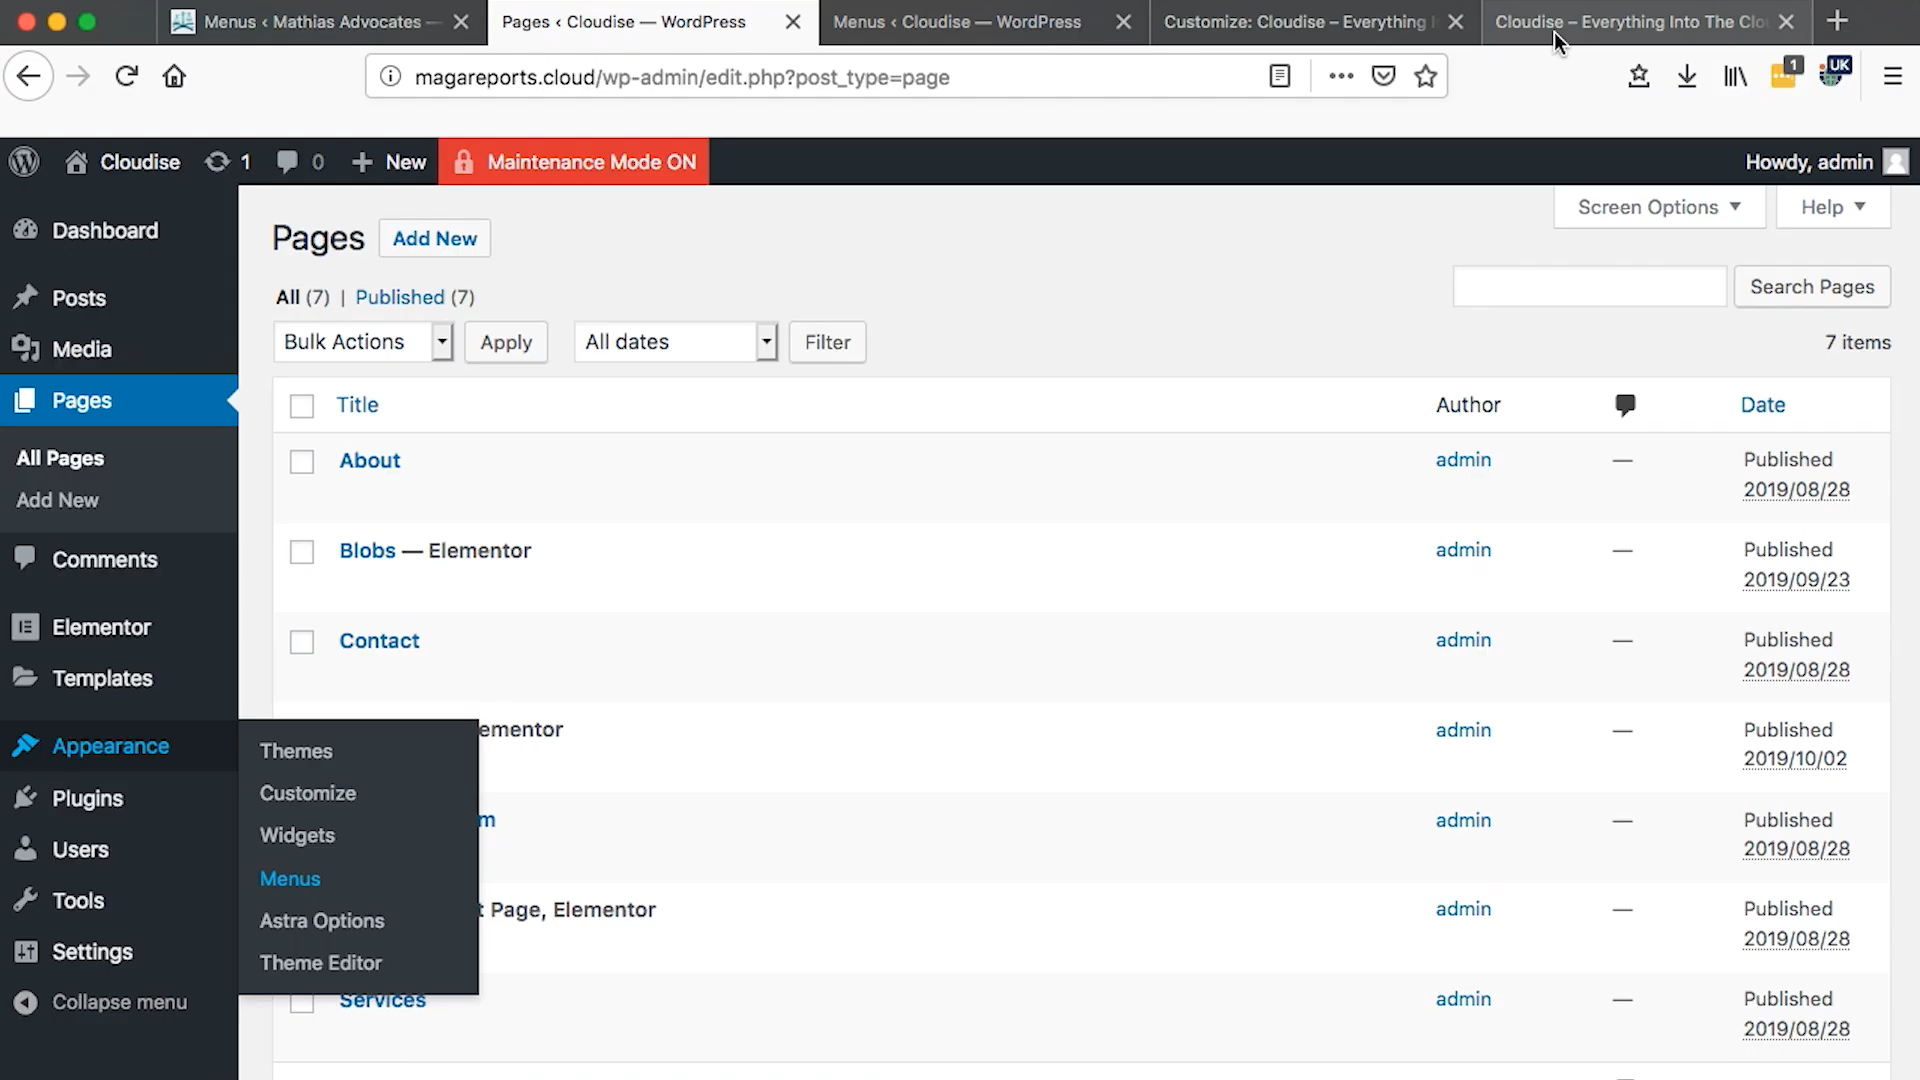 Menus ‹ Mathias Advocates —
Pages ‹ Cloudise — WordPress
Menus ‹ Cloudise — WordPress
Customize: Cloudise – Everything I
Cloudise – Everything Into The Clo
magareports.cloud/wp-admin/edit.php?post_type=page
1
UK
Cloudise
1
0
New
Maintenance Mode ON
Howdy, admin
Dashboard
Posts
Media
Pages
All Pages
Add New
Comments
Elementor
Templates
Appearance
Plugins
Users
Tools
Settings
Collapse menu
Themes
Customize
Widgets
Menus
Astra Options
Theme Editor
Screen Options
Help
Pages
Add New
All (7) | Published (7)
Search Pages
Bulk Actions
Apply
All dates
Filter
7 items
Title
Author
Date
About
admin
—
Published
2019/08/28
Blobs — Elementor
admin
—
Published
2019/09/23
Contact
admin
—
Published
2019/08/28
ementor
admin
—
Published
2019/10/02
m
admin
—
Published
2019/08/28
t Page, Elementor
admin
—
Published
2019/08/28
Services
admin
—
Published
2019/08/28